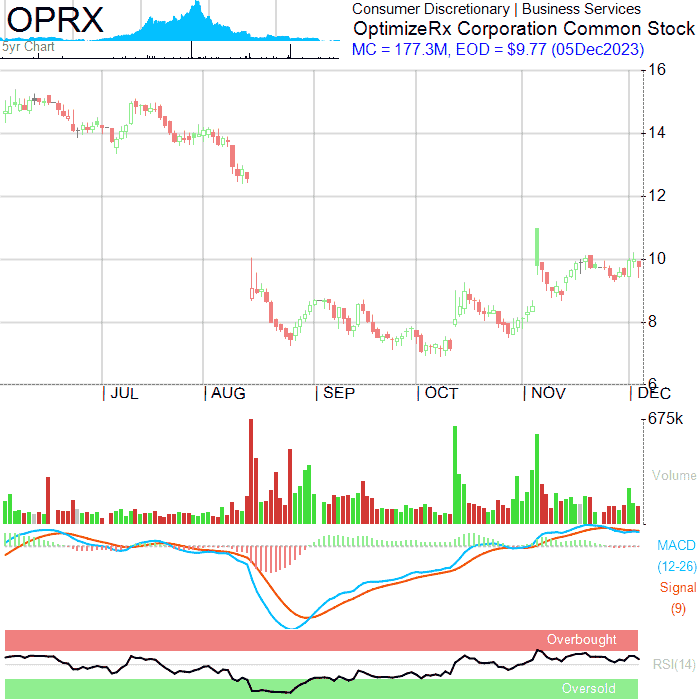 OPRX
5yr Chart
Consumer Discretionary | Business Services
OptimizeRx Corporation Common Stock
MC = 177.3M, EOD = $9.77 (05Dec2023)
16
14
12
10
8
6
JUL AUG SEP OCT NOV DEC
675k
Volume
MACD
(12-26)
Signal
(9)
Overbought
RSI(14)
Oversold